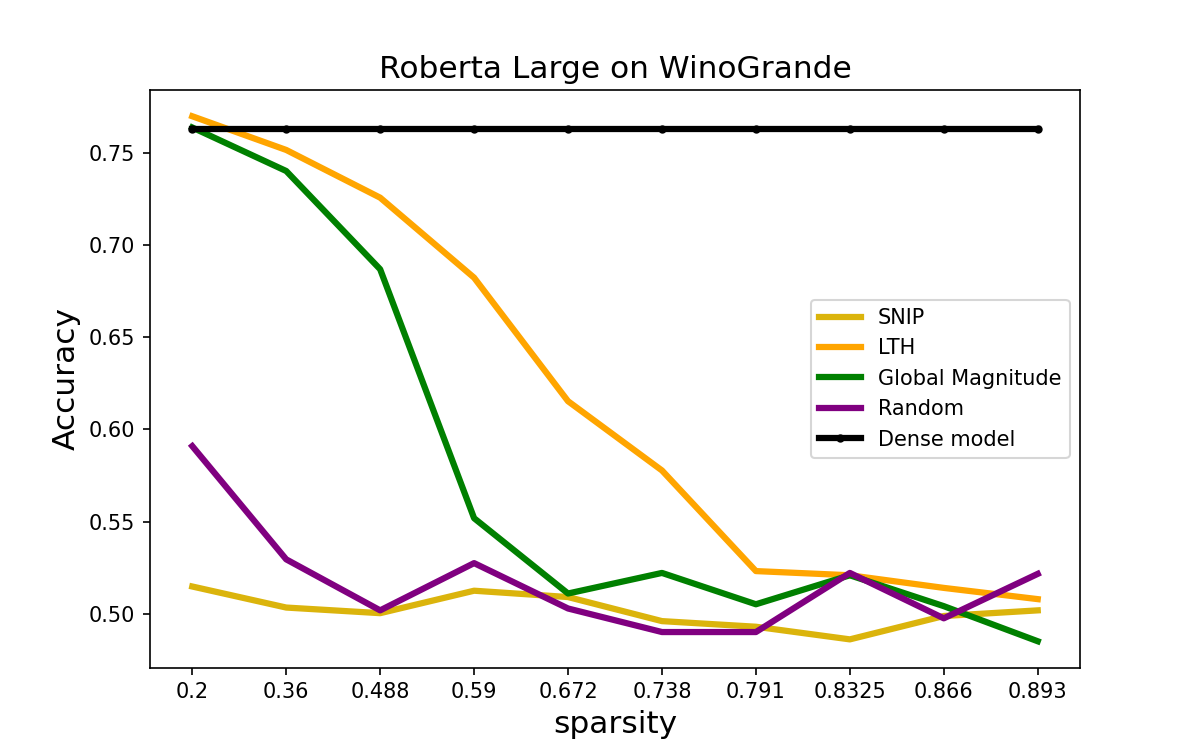 Roberta Large on WinoGrande
Accuracy
0.75
0.70
0.65
0.60
0.55
0.50
SNIP
LTH
Global Magnitude
Random
Dense model
0.2 0.36 0.488 0.59 0.672 0.738 0.791 0.8325 0.866 0.893
sparsity